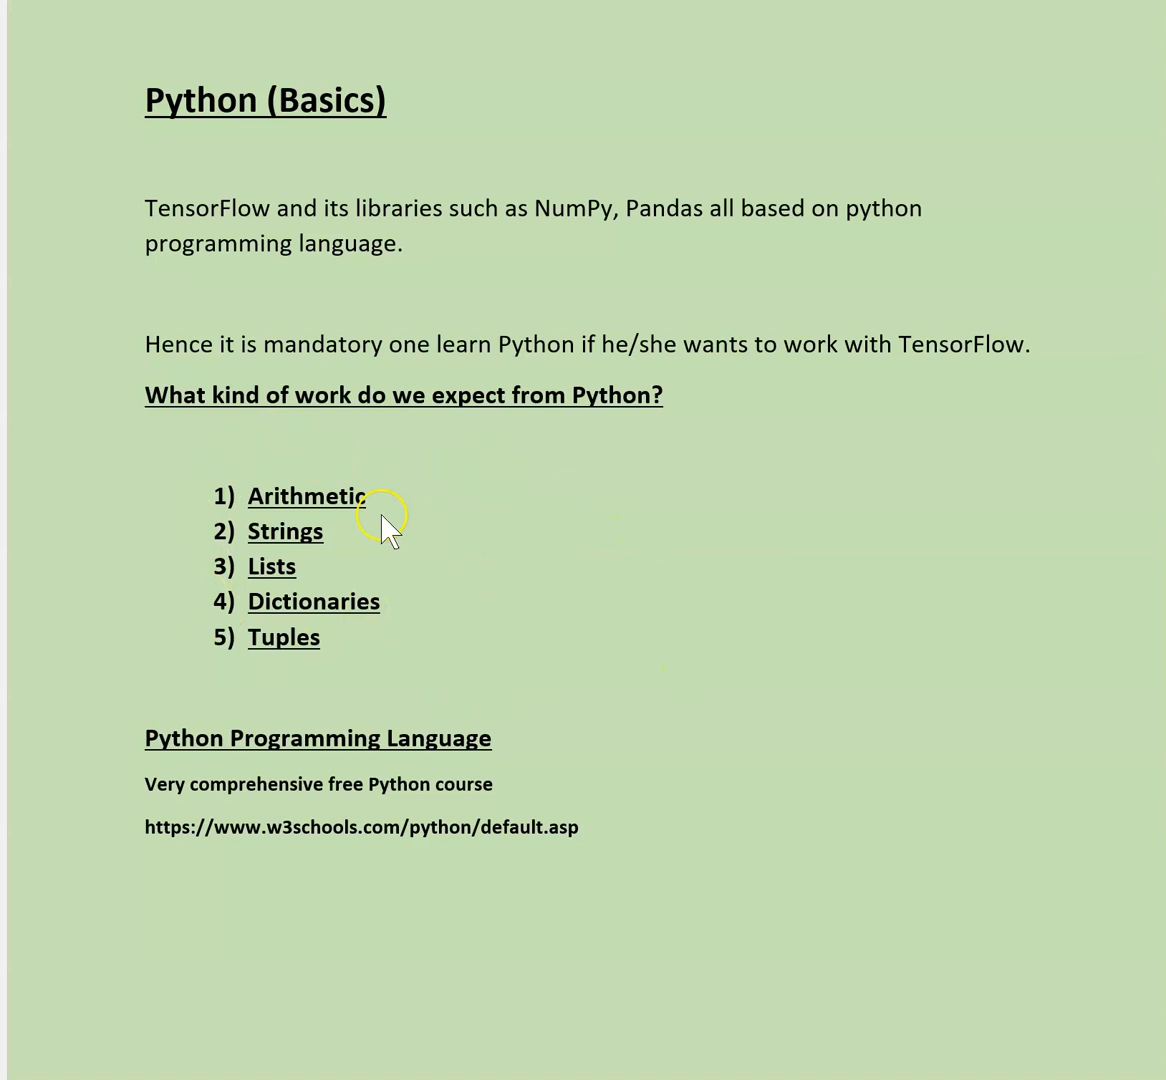 Python (Basics)
TensorFlow and its libraries such as NumPy, Pandas all based on python
programming language.
Hence it is mandatory one learn Python if he/she wants to work with TensorFlow.
What kind of work do we expect from Python?
1) Arithmetic
2) Strings
3) Lists
4) Dictionaries
5) Tuples
Python Programming Language
Very comprehensive free Python course
https://www.w3schools.com/python/default.asp